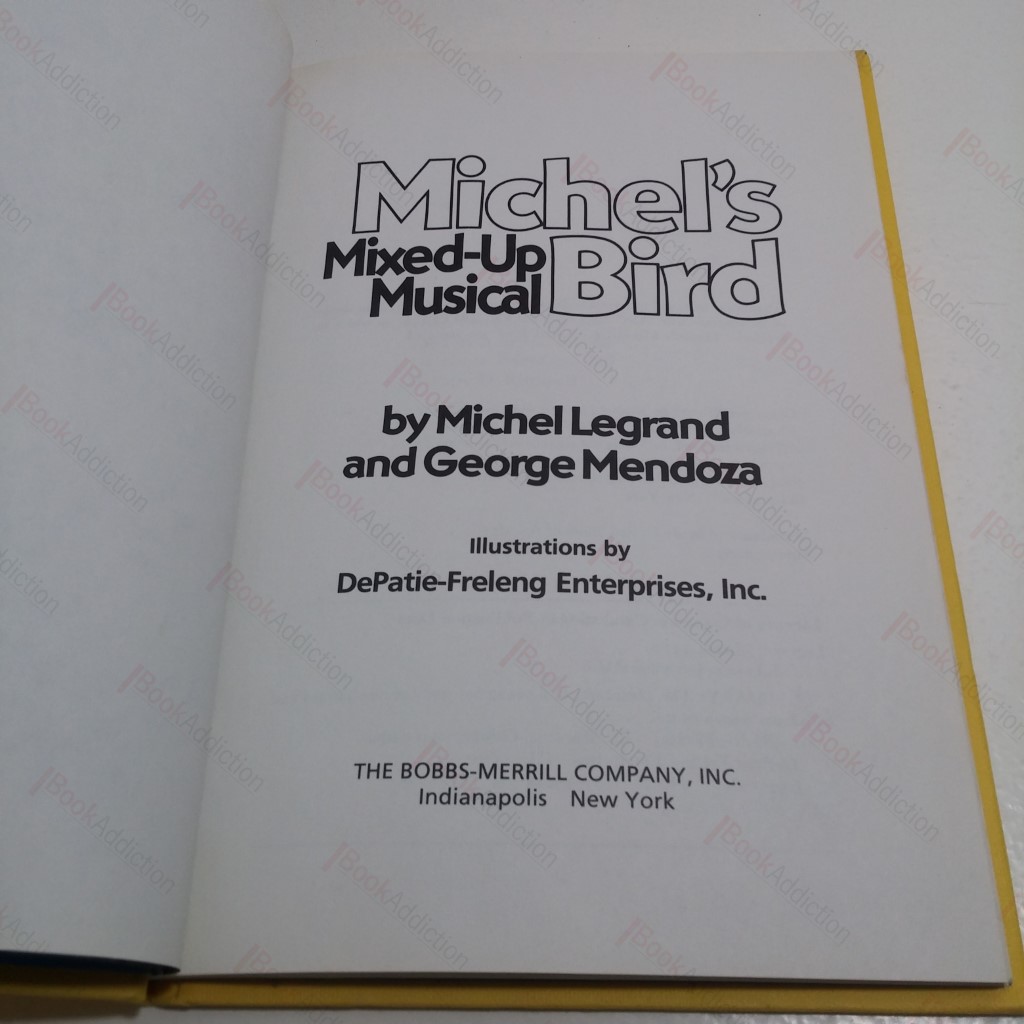 Michel's
Mixed-Up
Musical Bird
by Michel Legrand
and George Mendoza
Illustrations by
DePatie-Freleng Enterprises, Inc.
THE BOBBS-MERRILL COMPANY, INC.
Indianapolis New York
BookAddiction